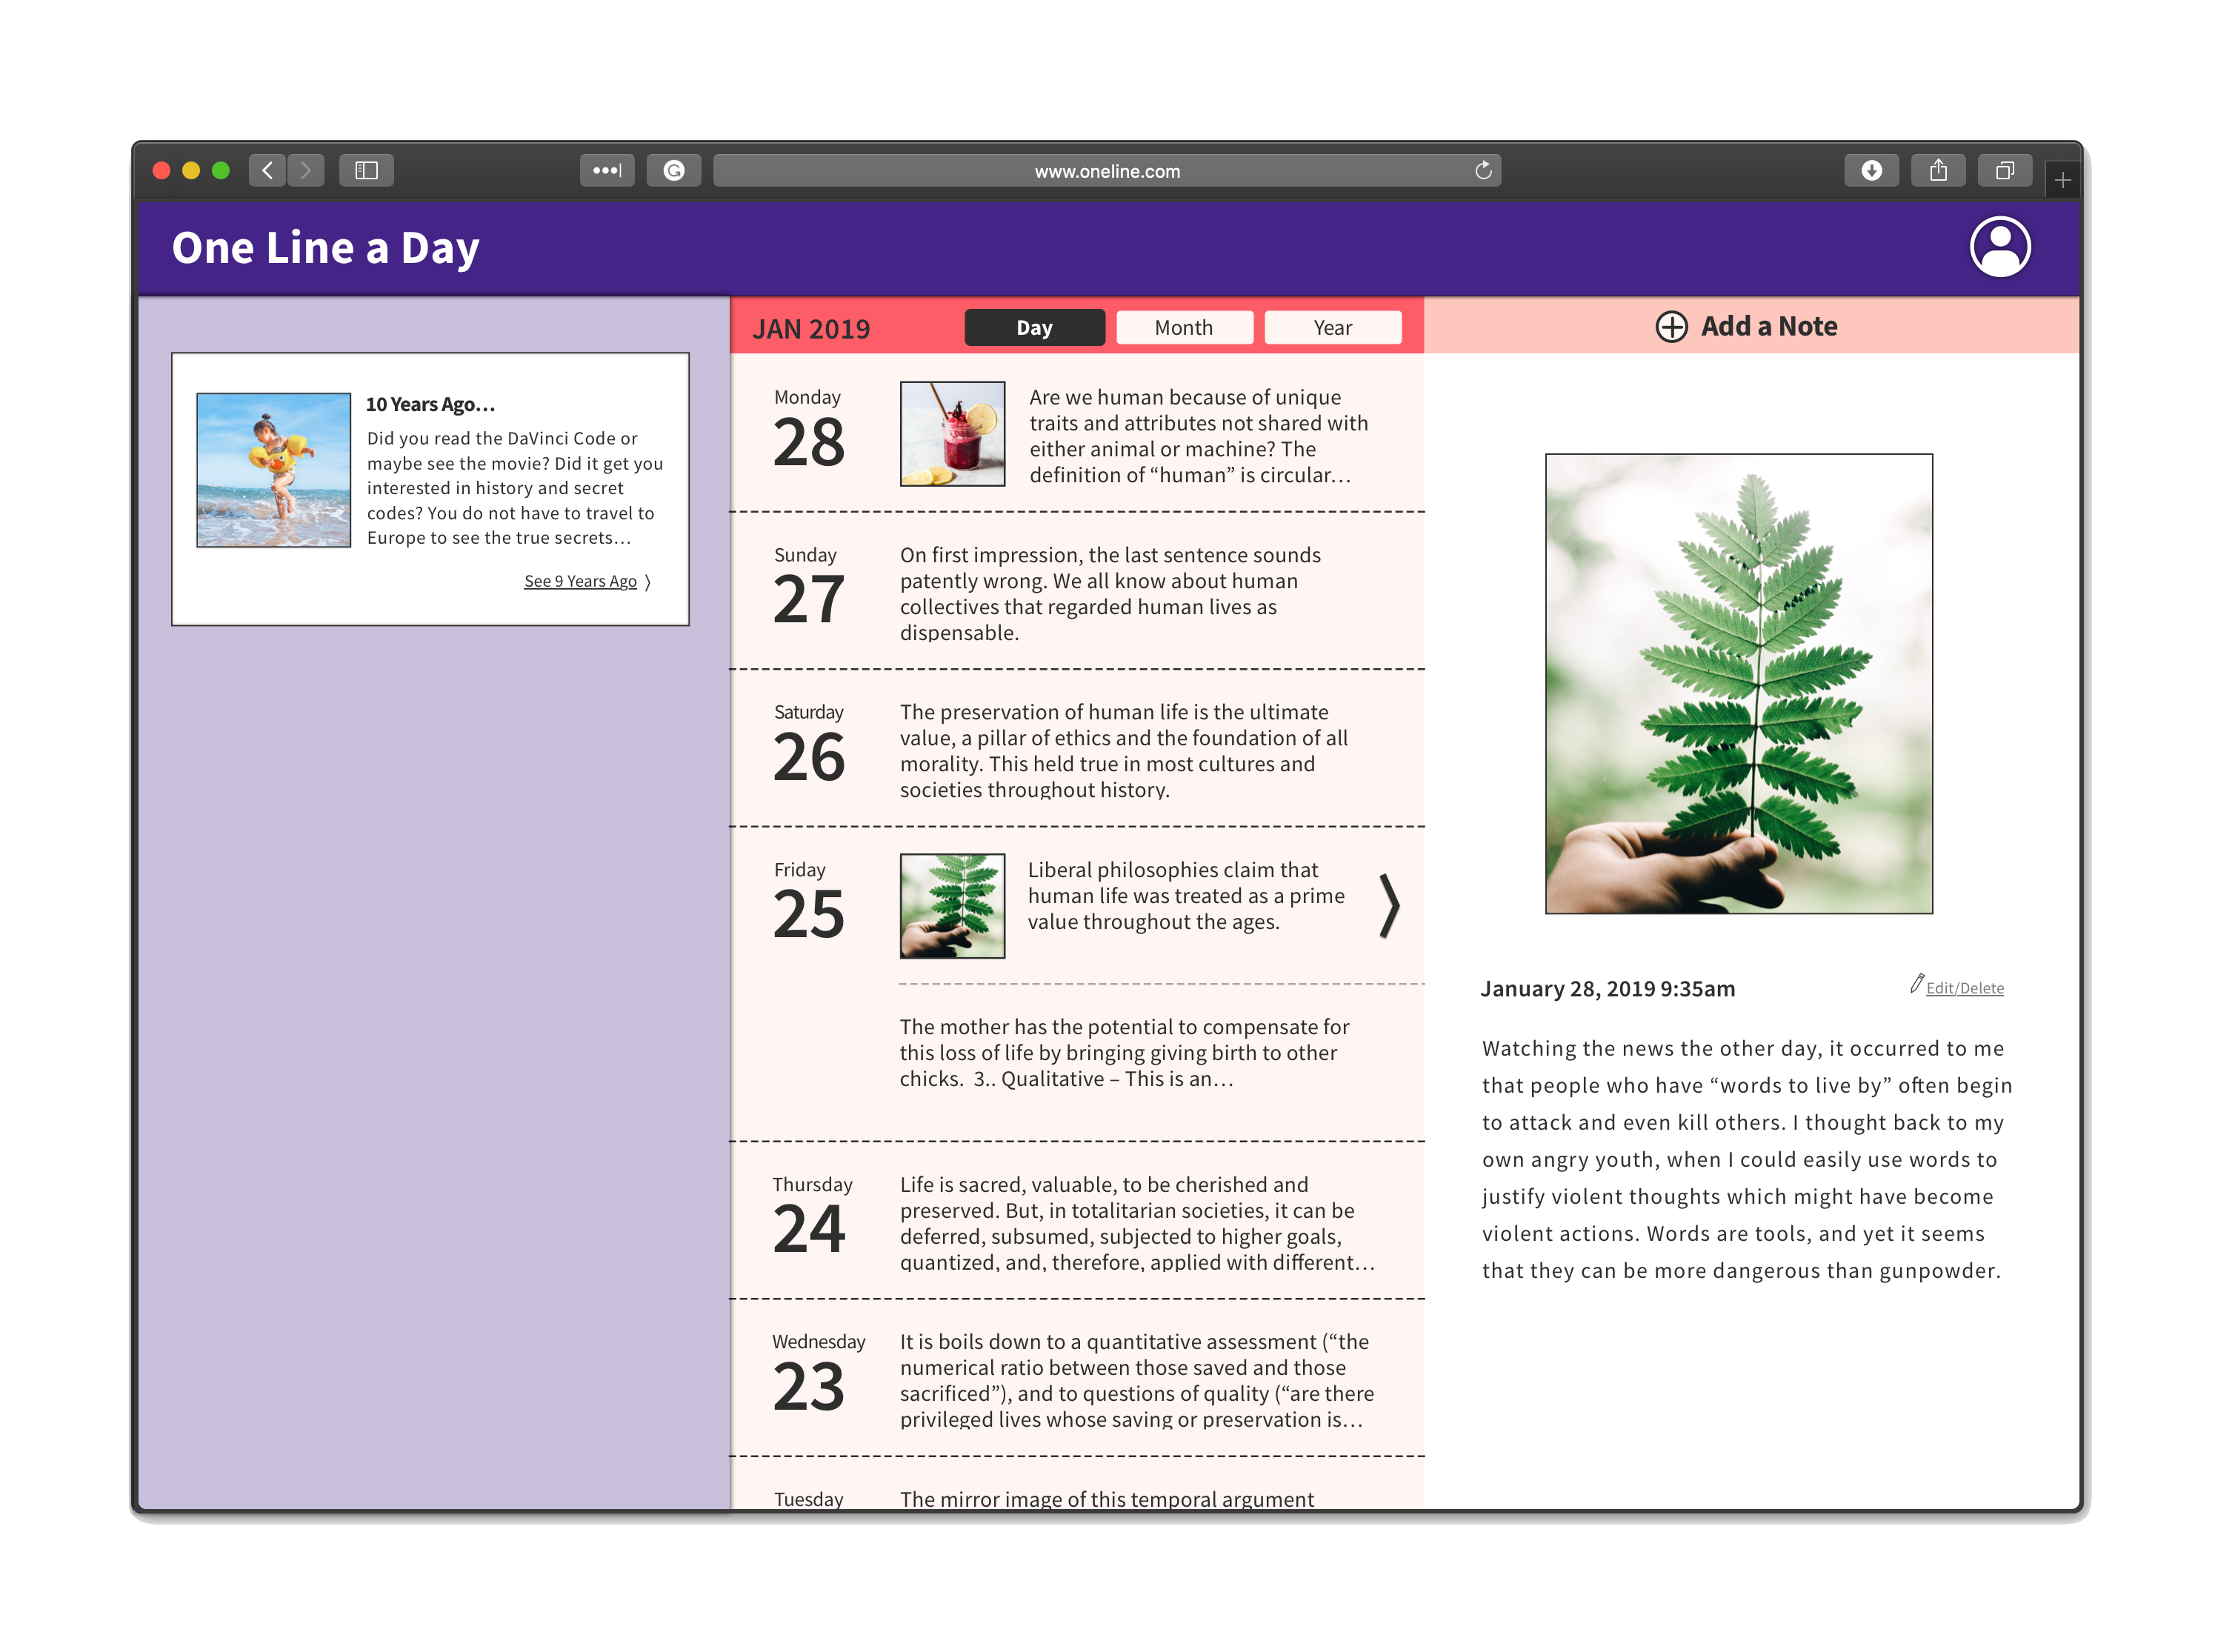 www.oneline.com
One Line a Day
10 Years Ago…
Did you read the DaVinci Code or
maybe see the movie? Did it get you
interested in history and secret
codes? You do not have to travel to
Europe to see the true secrets…
See 9 Years Ago
JAN 2019
Day
Month
Year
Monday
28
Are we human because of unique
traits and attributes not shared with
either animal or machine? The
definition of “human” is circular…
Sunday
27
On first impression, the last sentence sounds
patently wrong. We all know about human
collectives that regarded human lives as
dispensable.
Saturday
26
The preservation of human life is the ultimate
value, a pillar of ethics and the foundation of all
morality. This held true in most cultures and
societies throughout history.
Friday
25
Liberal philosophies claim that
human life was treated as a prime
value throughout the ages.
The mother has the potential to compensate for
this loss of life by bringing giving birth to other
chicks.  3.. Qualitative – This is an…
Thursday
24
Life is sacred, valuable, to be cherished and
preserved. But, in totalitarian societies, it can be
deferred, subsumed, subjected to higher goals,
quantized, and, therefore, applied with different…
Wednesday
23
It is boils down to a quantitative assessment (“the
numerical ratio between those saved and those
sacrificed”), and to questions of quality (“are there
privileged lives whose saving or preservation is…
Tuesday
The mirror image of this temporal argument
Add a Note
January 28, 2019 9:35am
Edit/Delete
Watching the news the other day, it occurred to me
that people who have “words to live by” often begin
to attack and even kill others. I thought back to my
own angry youth, when I could easily use words to
justify violent thoughts which might have become
violent actions. Words are tools, and yet it seems
that they can be more dangerous than gunpowder.